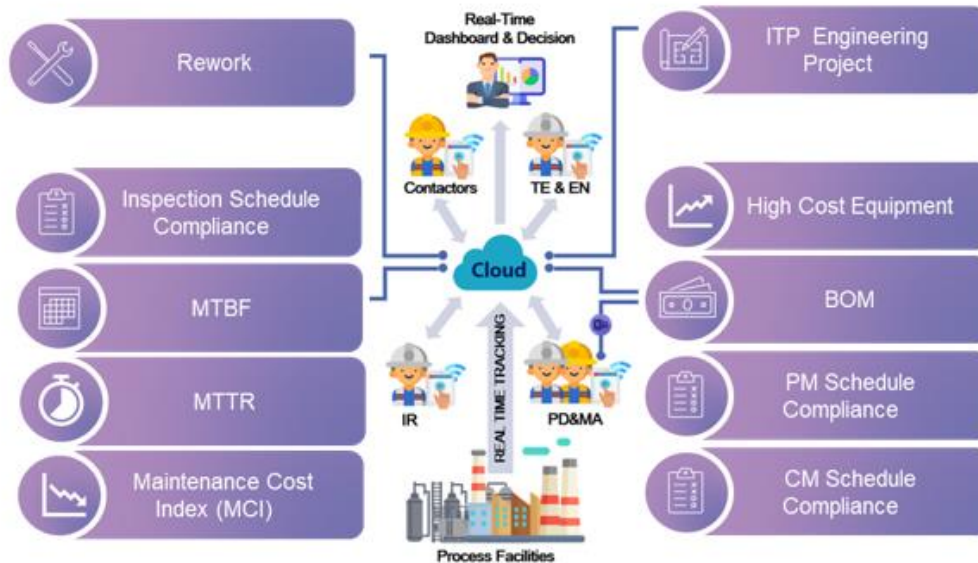 Real-Time
Dashboard & Decision
Rework
ITP Engineering
Project
Contactors
TE & EN
Inspection Schedule
Compliance
High Cost Equipment
Cloud
MTBF
BOM
REAL TIME TRACKING
IR
PD&MA
MTTR
PM Schedule
Compliance
Maintenance Cost
Index (MCI)
CM Schedule
Compliance
Process Facilities